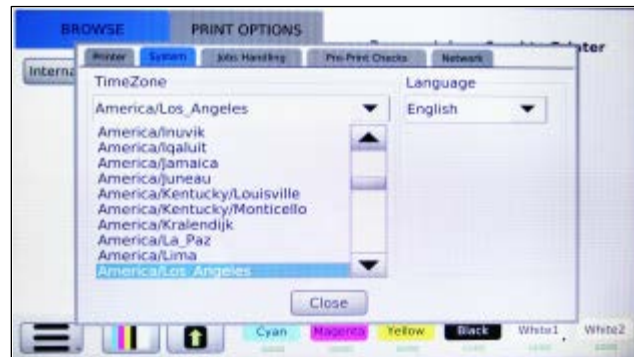 BROWSE PRINT OPTIONS
Printer System Jobs Handling Pre-Print Checks Network
Interna
TimeZone Language
America/Los_Angeles English
America/Inuvik
America/Iqaluit
America/Jamaica
America/Juneau
America/Kentucky/Louisville
America/Kentucky/Monticello
America/Kralendijk
America/La_Paz
America/Lima
America/Los_Angeles
Close
Cyan Magenta Yellow Black White1 White2